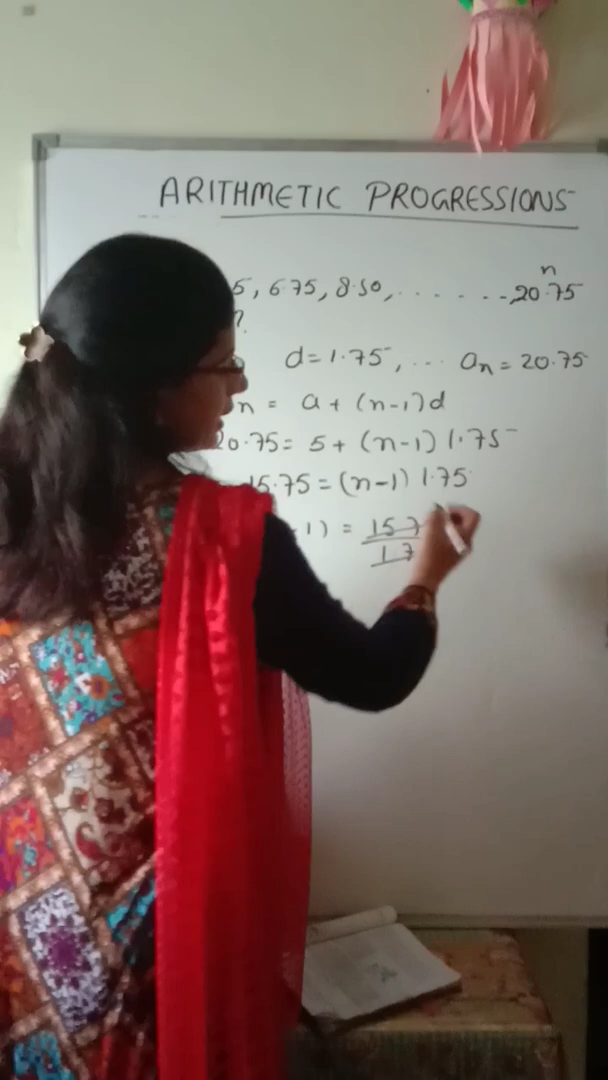 ARITHMETIC PROGRESSIONS
n
5, 6.75, 8.50, . . . . . . . 20.75
?
d = 1.75, ... an = 20.75
n = a + (n-1)d
20.75 = 5 + (n-1) 1.75
15.75 = (n-1) 1.75
1) = 15.7
1.7